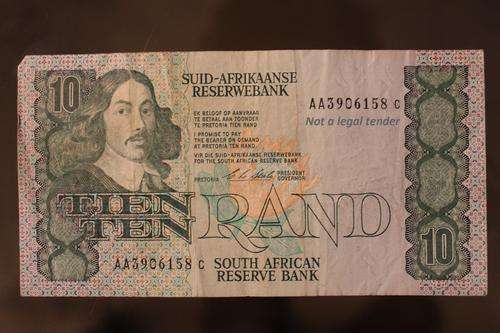 10
SUID-AFRIKAANSE
RESERWEBANK
AA3906158 C
Not a legal tender
EK BELOOF OP AANVRAAG
TE BETAAL AAN TOONDER
TE PRETORIA TIEN RAND
I PROMISE TO PAY
THE BEARER ON DEMAND
AT PRETORIA TEN RAND
VIR DIE SUID-AFRIKAANSE RESERWEBANK
FOR THE SOUTH AFRICAN RESERVE BANK
PRETORIA
PRESIDENT
GOVERNOR
TIEN
TEN RAND
AA3906158 C
SOUTH AFRICAN
RESERVE BANK
10